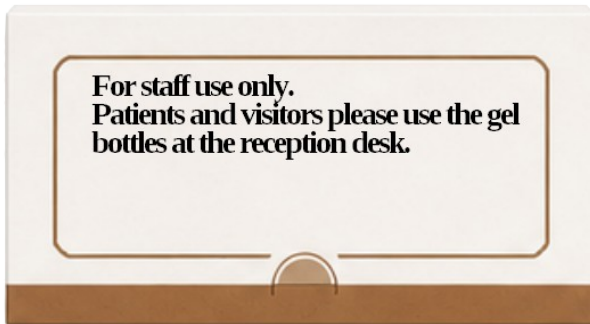 For staff use only.
Patients and visitors please use the gel
bottles at the reception desk.